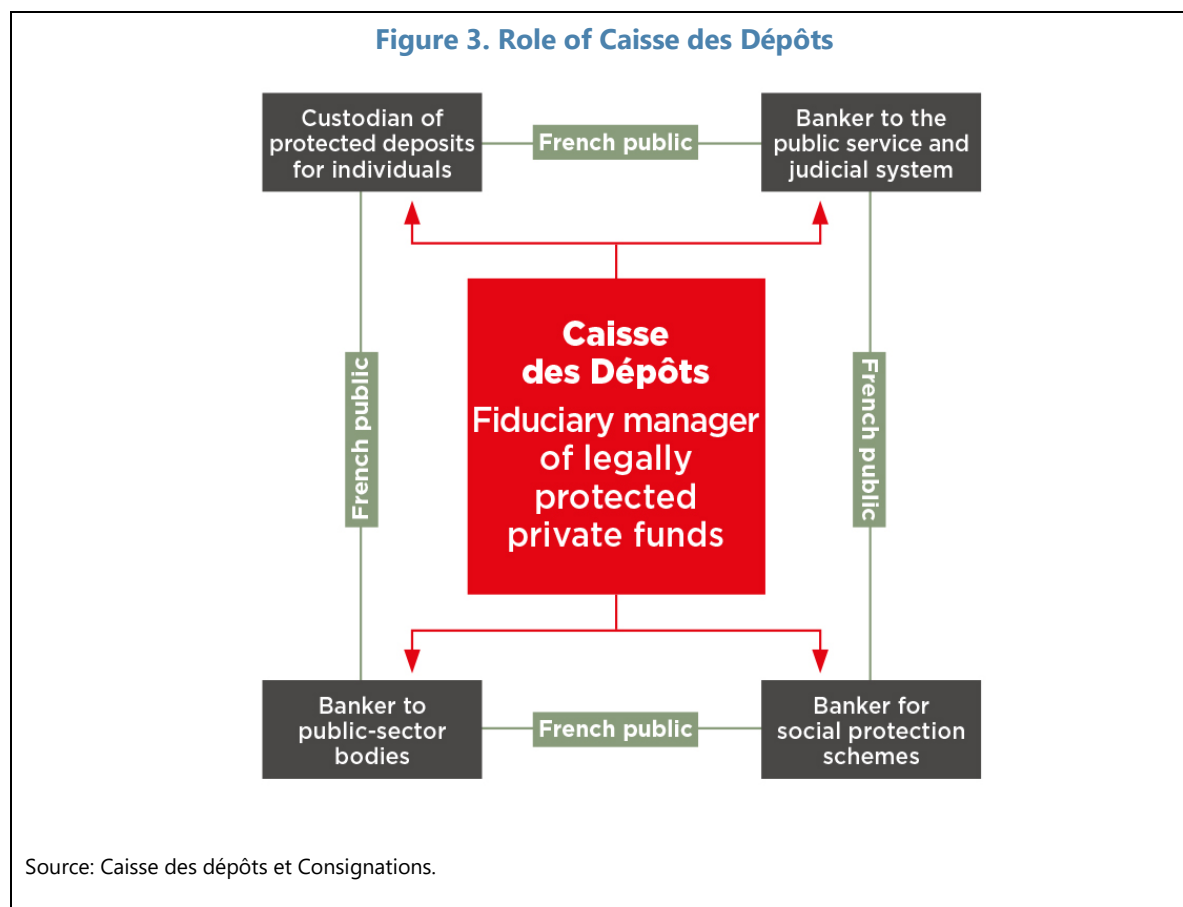 Figure 3. Role of Caisse des Dépôts
Custodian of
protected deposits
for individuals
French public
Banker to the
public service and
judicial system
French public
Caisse
des Dépôts
Fiduciary manager
of legally
protected
private funds
French public
Banker to
public-sector
bodies
French public
Banker for
social protection
schemes
Source: Caisse des dépôts et Consignations.